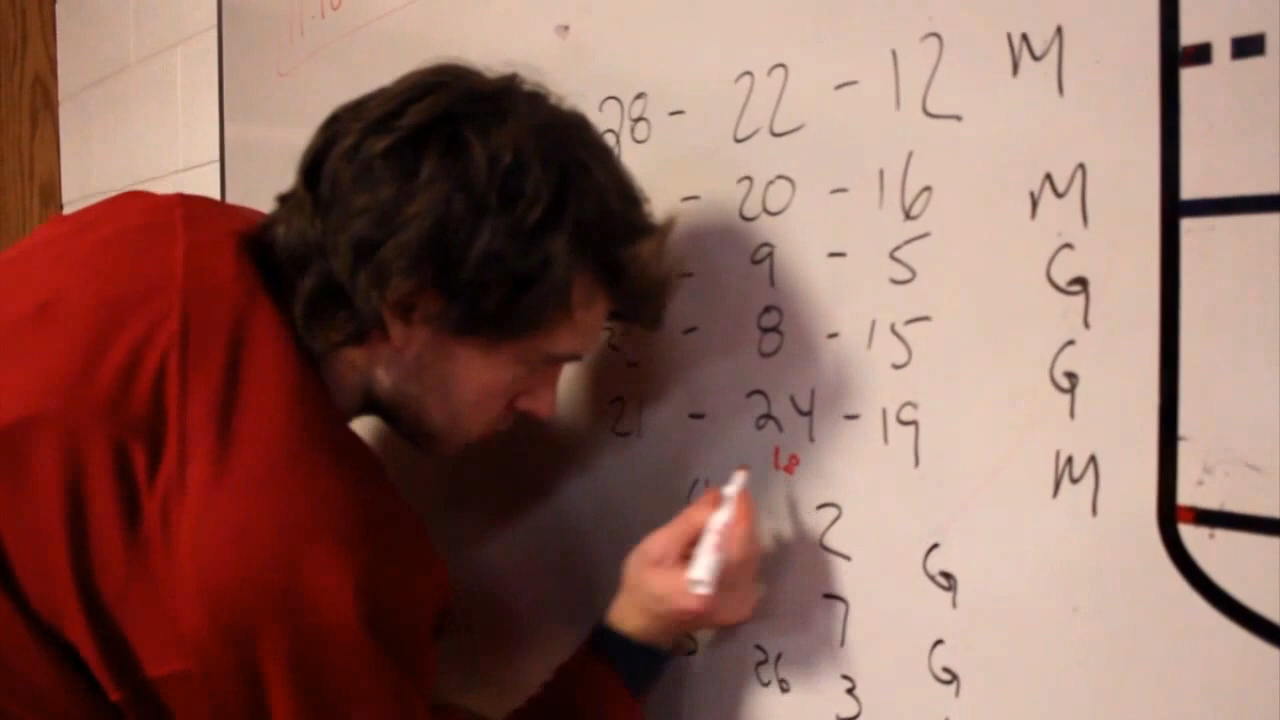 28 - 22 - 12 M
- 20 - 16 M
- 9 - 5 G
- 8 - 15 G
21 - 24 - 19 M
18
2 G
7 G
26 3